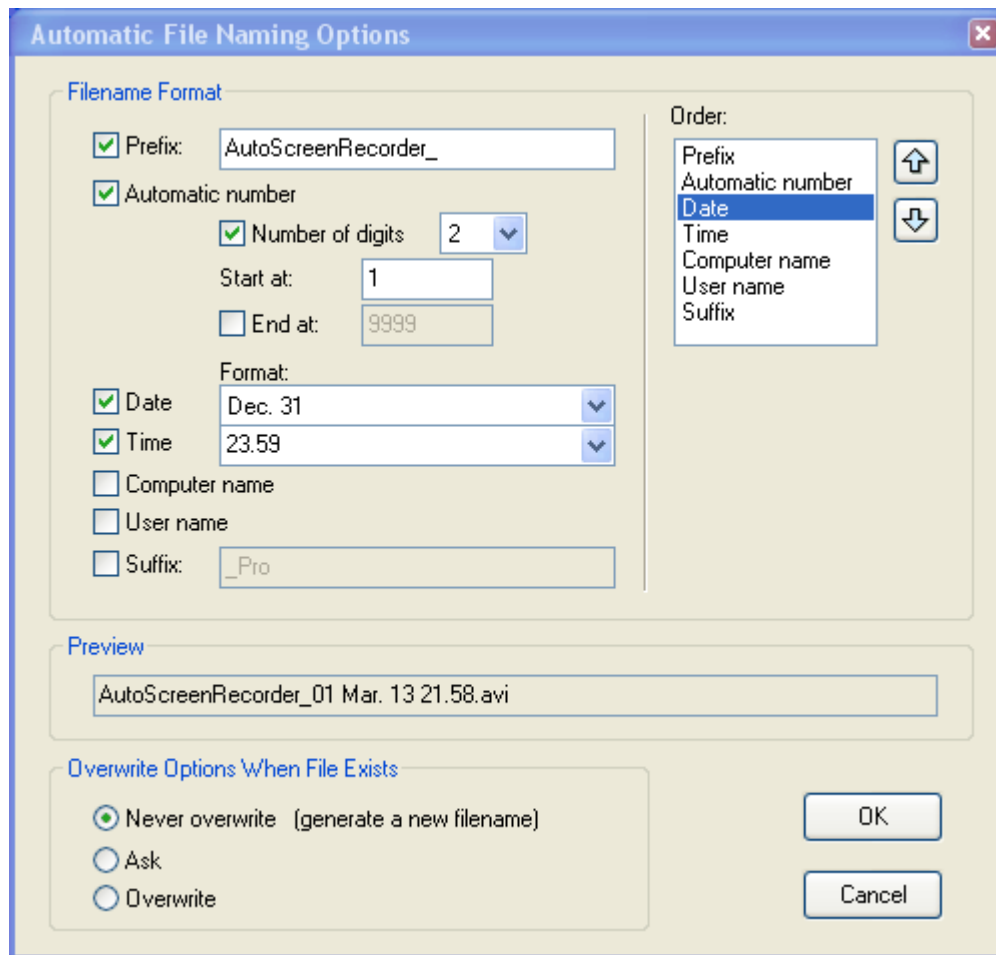 Automatic File Naming Options
Filename Format
Prefix: AutoScreenRecorder_
Automatic number
Number of digits 2
Start at: 1
End at: 9999
Format:
Date Dec. 31
Time 23.59
Computer name
User name
Suffix: _Pro
Order:
Prefix
Automatic number
Date
Time
Computer name
User name
Suffix
Preview
AutoScreenRecorder_01 Mar. 13 21.58.avi
Overwrite Options When File Exists
Never overwrite (generate a new filename)
Ask
Overwrite
OK
Cancel